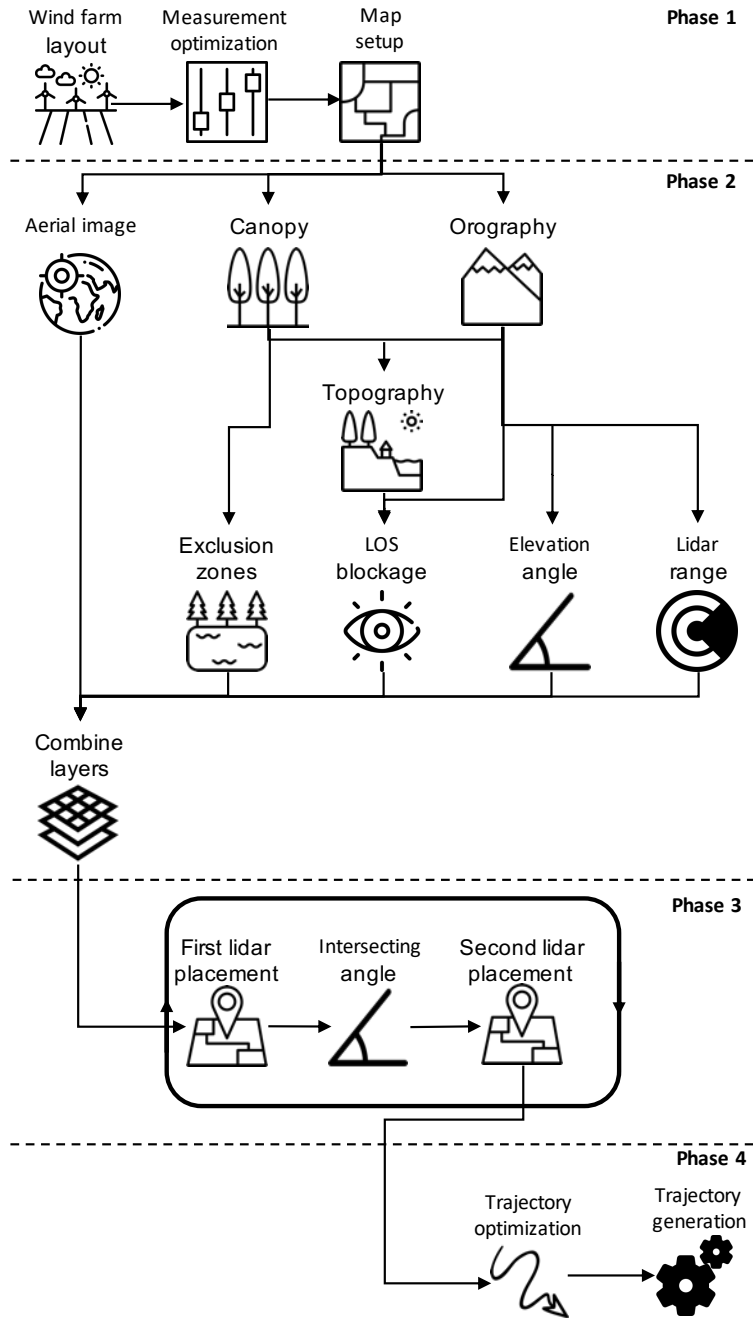 Wind farm
layout
Measurement
optimization
Map
setup
Phase 1
Phase 2
Aerial image
Canopy
Orography
Topography
Exclusion
zones
LOS
blockage
Elevation
angle
Lidar
range
Combine
layers
Phase 3
First lidar
placement
Intersecting
angle
Second lidar
placement
Phase 4
Trajectory
optimization
Trajectory
generation